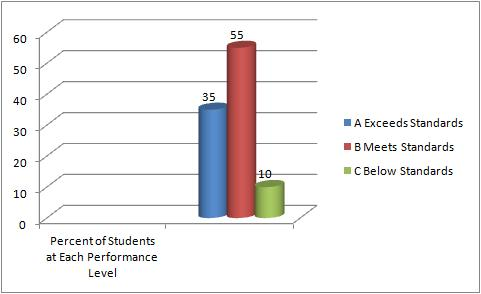 60
50
40
30
20
10
0
35
55
10
Percent of Students
at Each Performance
Level
A Exceeds Standards
B Meets Standards
C Below Standards